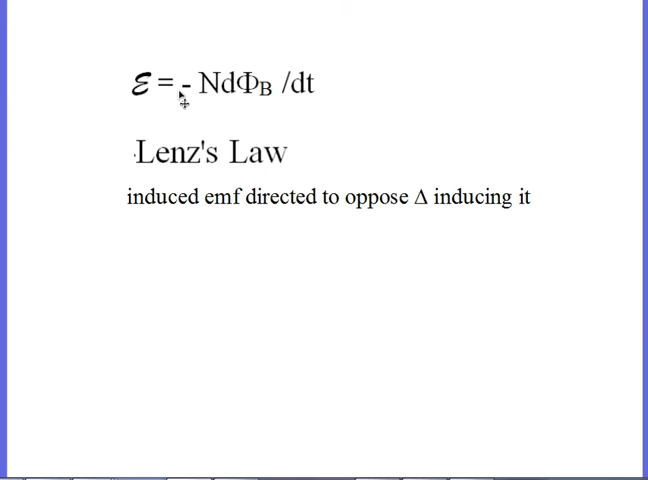 ℰ = - NdΦB /dt
Lenz's Law
induced emf directed to oppose Δ inducing it